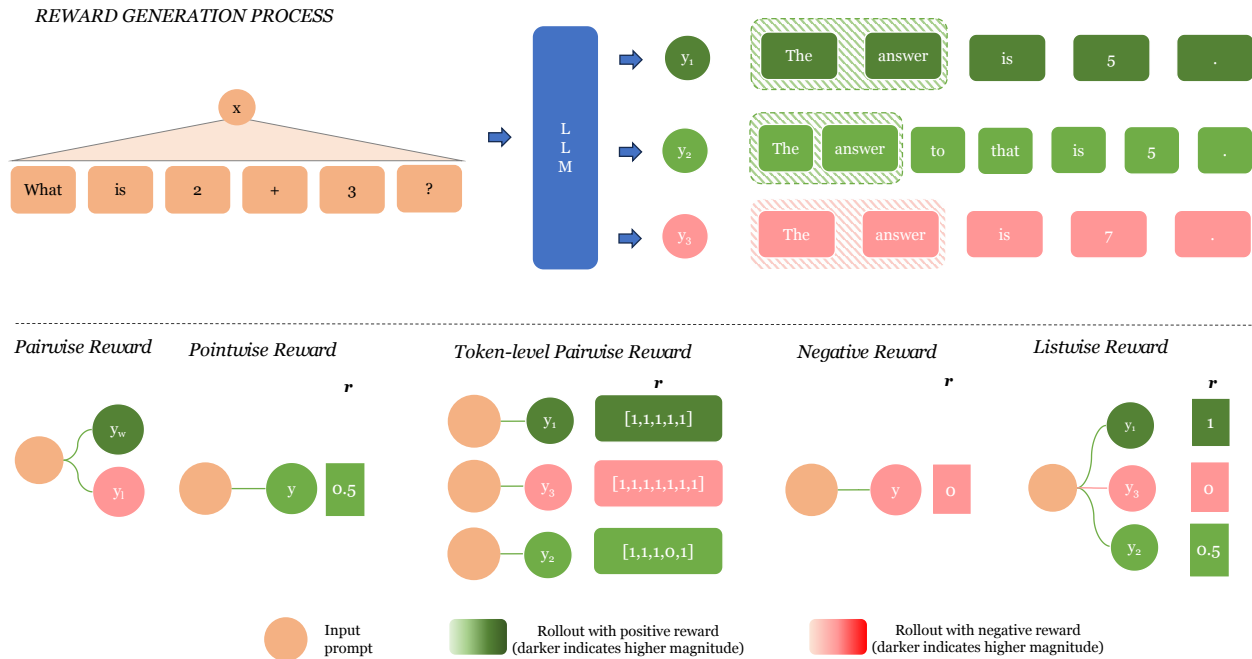 REWARD GENERATION PROCESS
x
What is 2 + 3 ?
L
L
M
y₁ The answer is 5 .
y₂ The answer to that is 5 .
y₃ The answer is 7 .
Pairwise Reward
y_w
y_l
Pointwise Reward
r
y 0.5
Token-level Pairwise Reward
r
y₁ [1,1,1,1,1]
y₃ [1,1,1,1,1,1,1]
y₂ [1,1,1,0,1]
Negative Reward
r
y 0
Listwise Reward
r
y₁ 1
y₃ 0
y₂ 0.5
Input
prompt
Rollout with positive reward
(darker indicates higher magnitude)
Rollout with negative reward
(darker indicates higher magnitude)